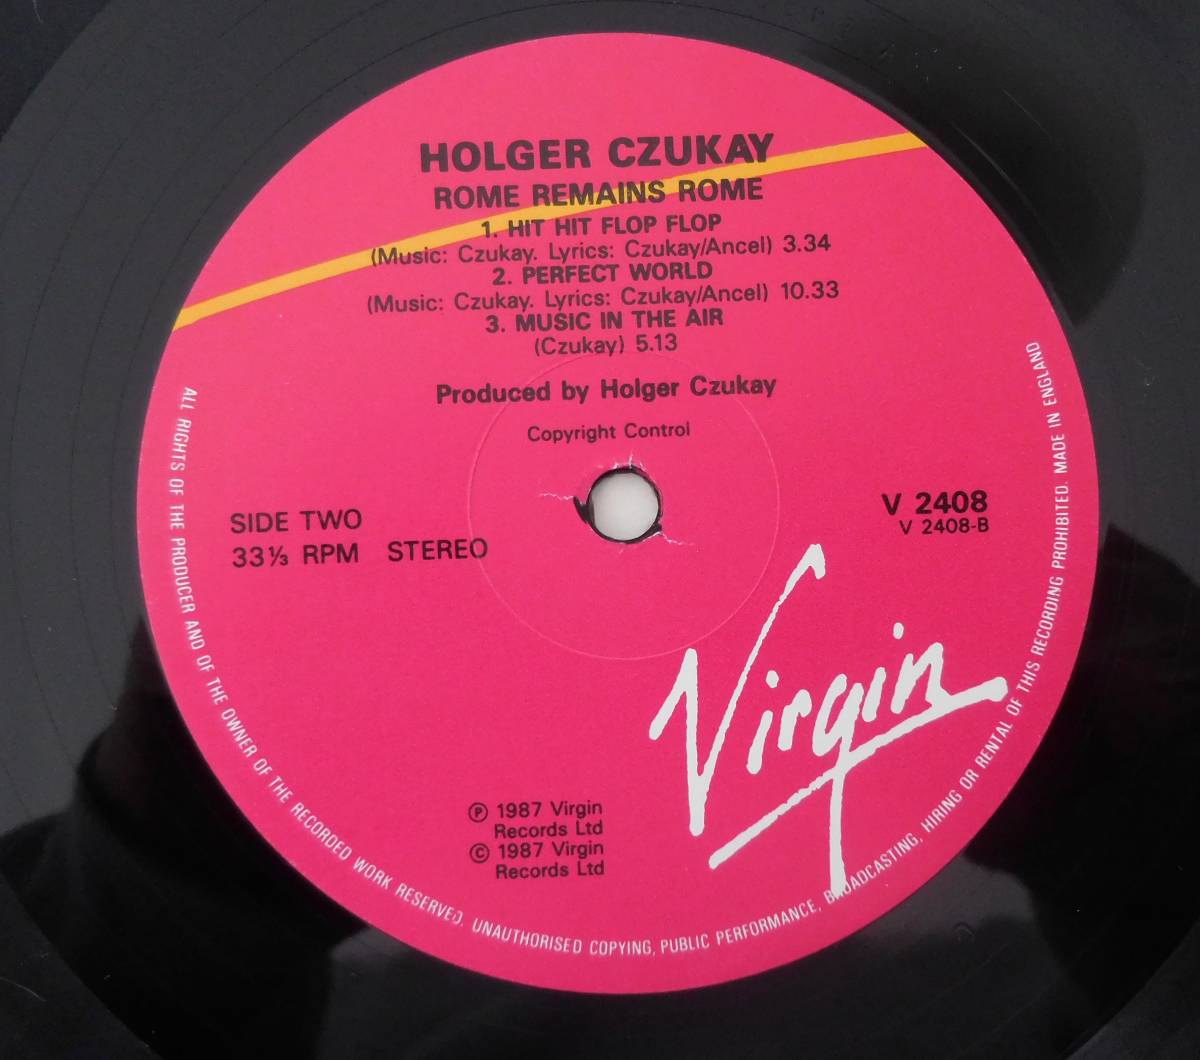 HOLGER CZUKAY
ROME REMAINS ROME
1. HIT HIT FLOP FLOP
(Music: Czukay. Lyrics: Czukay/Ancel) 3.34
2. PERFECT WORLD
(Music: Czukay. Lyrics: Czukay/Ancel) 10.33
3. MUSIC IN THE AIR
(Czukay) 5.13
Produced by Holger Czukay
Copyright Control
SIDE TWO
33⅓ RPM STEREO
V 2408
V 2408-B
Virgin
Ⓟ 1987 Virgin
Records Ltd
© 1987 Virgin
Records Ltd
ALL RIGHTS OF THE PRODUCER AND OF THE OWNER OF THE RECORDED WORK RESERVED. UNAUTHORISED COPYING, PUBLIC PERFORMANCE, BROADCASTING, HIRING OR RENTAL OF THIS RECORDING PROHIBITED. MADE IN ENGLAND